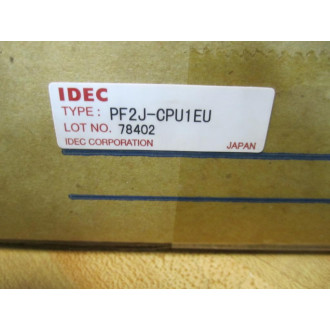 IDEC
TYPE: PF2J-CPU1EU
LOT NO. 78402
IDEC CORPORATION JAPAN